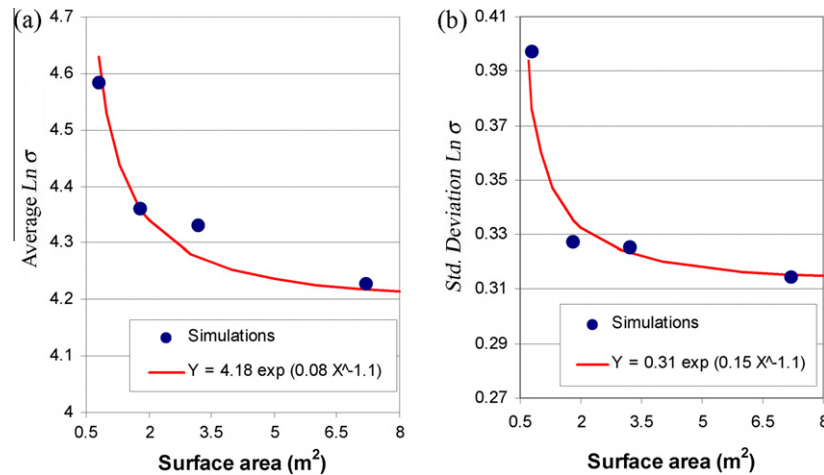 (a)
4.7
4.6
4.5
4.4
4.3
4.2
4.1
4
Average Ln σ
Simulations
Y = 4.18 exp (0.08 X^-1.1)
0.5 2 3.5 5 6.5 8
Surface area (m²)
(b)
0.41
0.39
0.37
0.35
0.33
0.31
0.29
0.27
Std. Deviation Ln σ
Simulations
Y = 0.31 exp (0.15 X^-1.1)
0.5 2 3.5 5 6.5 8
Surface area (m²)